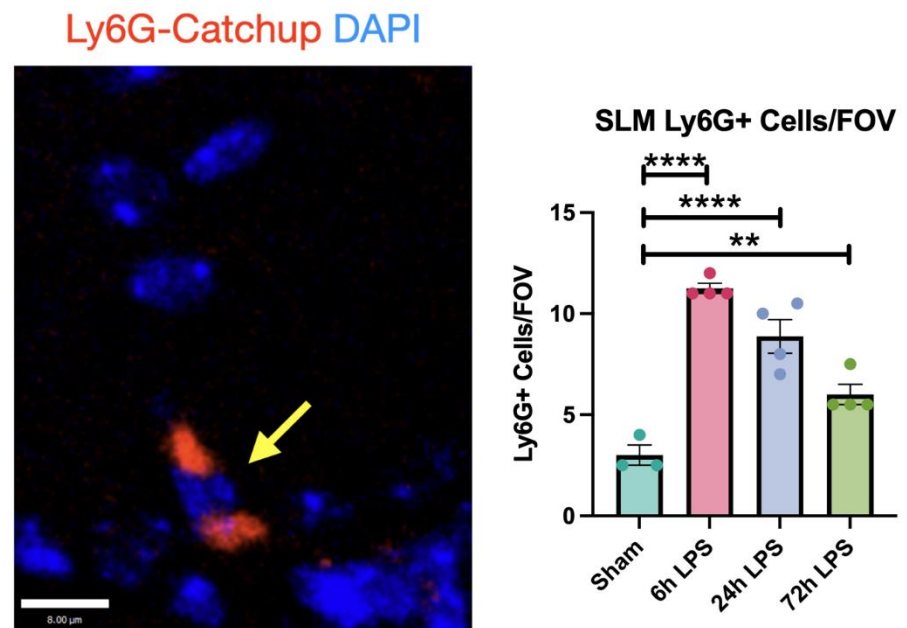 Ly6G-Catchup DAPI
8.00 µm
SLM Ly6G+ Cells/FOV
****
****
**
15
10
5
0
Ly6G+ Cells/FOV
Sham
6h LPS
24h LPS
72h LPS